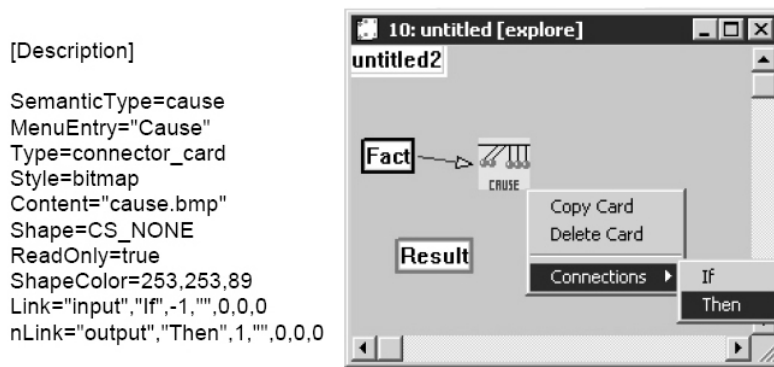 [Description]
SemanticType=cause
MenuEntry="Cause"
Type=connector_card
Style=bitmap
Content="cause.bmp"
Shape=CS_NONE
ReadOnly=true
ShapeColor=253,253,89
Link="input","If",-1,"",0,0,0
nLink="output","Then",1,"",0,0,0
10: untitled [explore]
untitled2
Fact
CAUSE
Copy Card
Delete Card
Result
Connections
If
Then